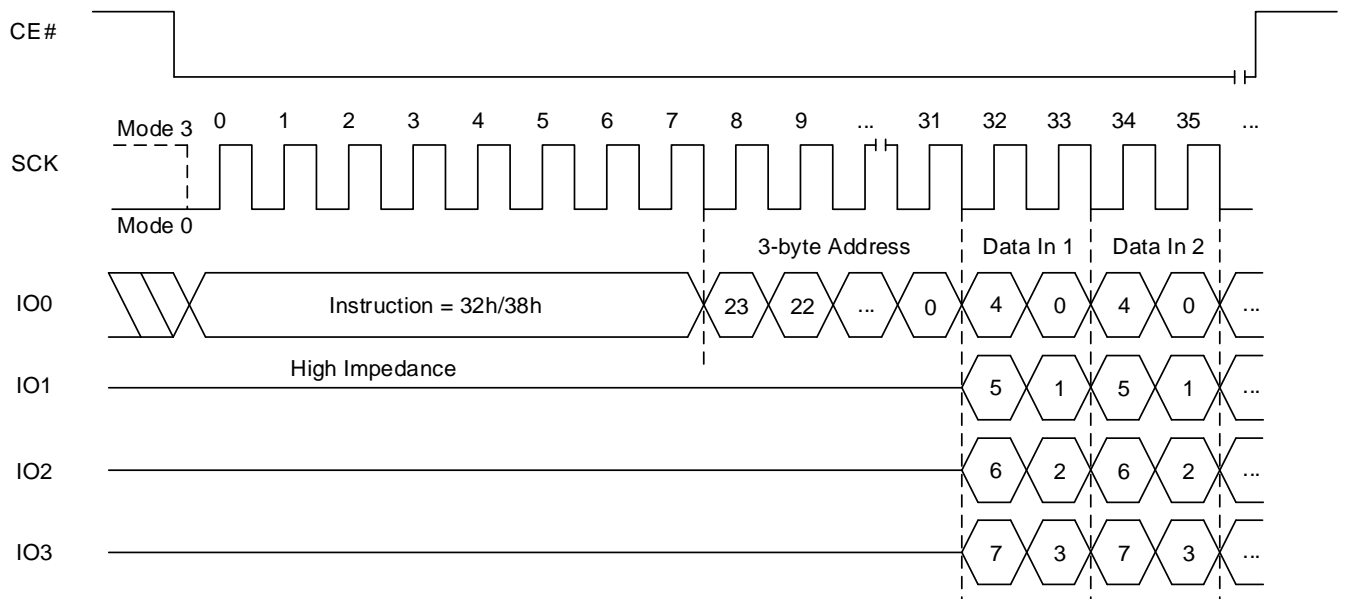 CE#
Mode 3 0 1 2 3 4 5 6 7 8 9 ... 31 32 33 34 35 ...
SCK
Mode 0
3-byte Address Data In 1 Data In 2
IO0 Instruction = 32h/38h 23 22 ... 0 4 0 4 0 ...
High Impedance
IO1 5 1 5 1 ...
IO2 6 2 6 2 ...
IO3 7 3 7 3 ...